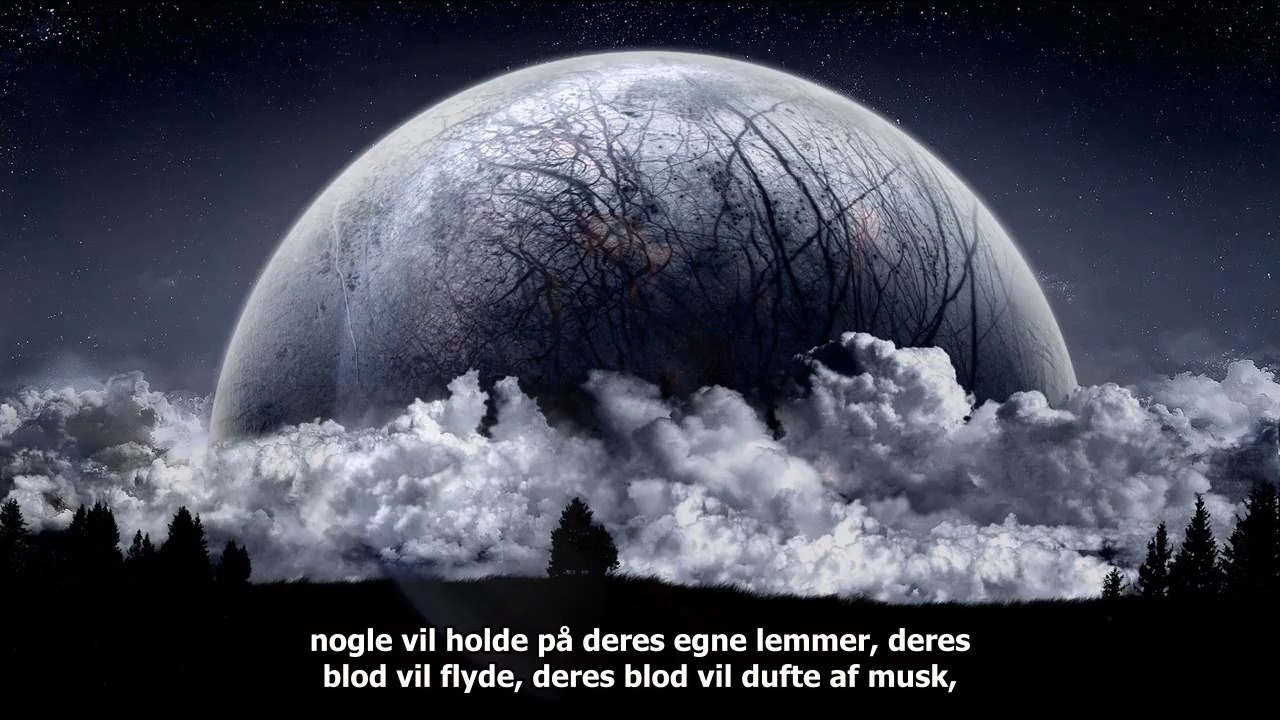 nogle vil holde på deres egne lemmer, deres
blod vil flyde, deres blod vil dufte af musk,